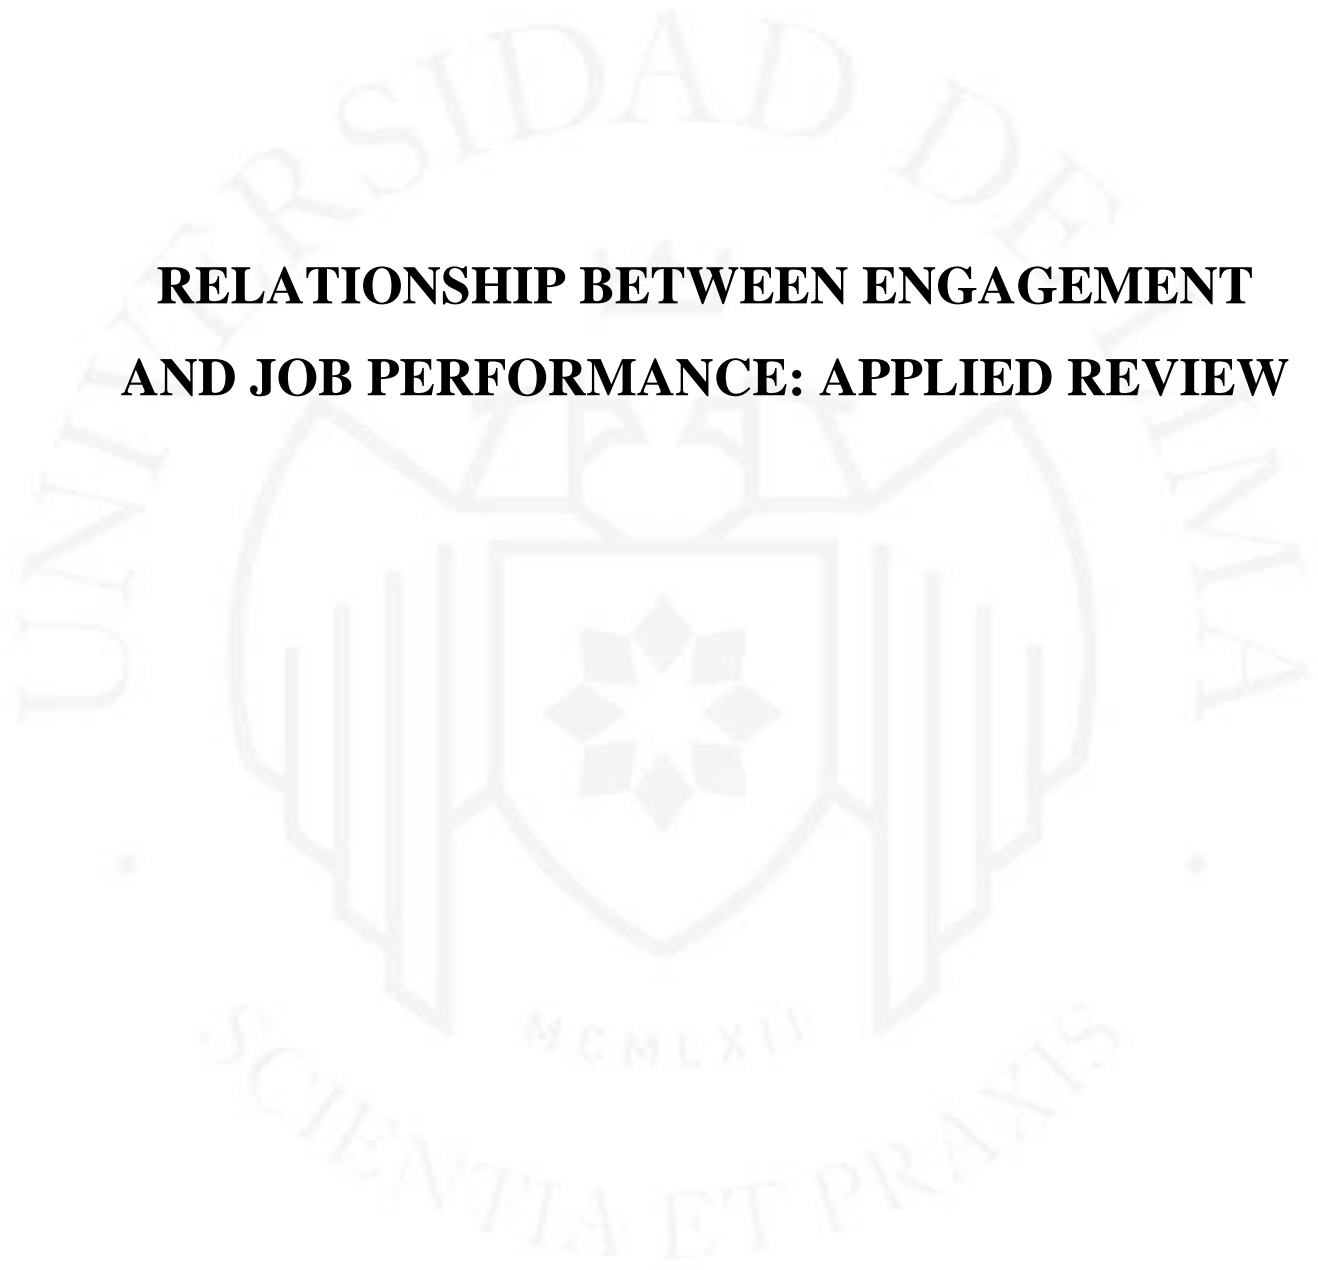 UNIVERSIDAD DE LIMA
RELATIONSHIP BETWEEN ENGAGEMENT
AND JOB PERFORMANCE: APPLIED REVIEW
MCMLXII
SCIENTIA ET PRAXIS